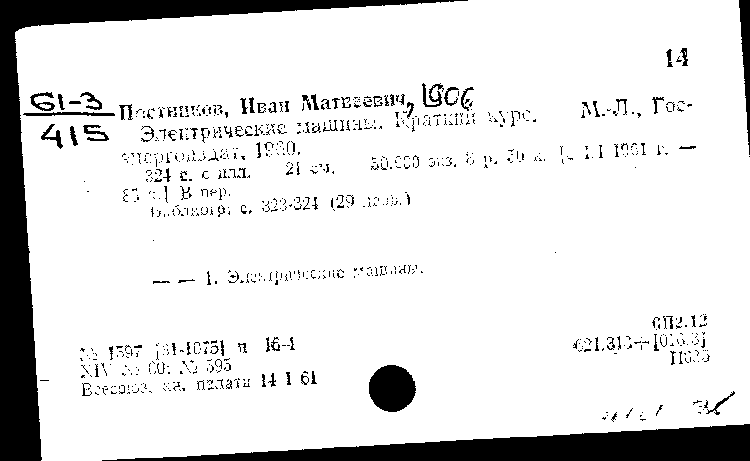 14
61-3
415
Постников, Иван Матвеевич, 1906
Электрические машины. Краткий курс. М.-Л., Гос-
энергоиздат, 1960.
324 с. с илл. 21 см. 50.000 экз. 8 р. 50 к. [с 1.I 1961 г. —
85 к.] В пер.
Библиогр: с. 323-324 (29 назв.)
— — 1. Электрические машины.
№ 1597 [61-1075] п 16-4
XIV № 60: № 595
Всесоюз. кн. палата 14 I 61
6П2.12
621.313+[016.3]
П635